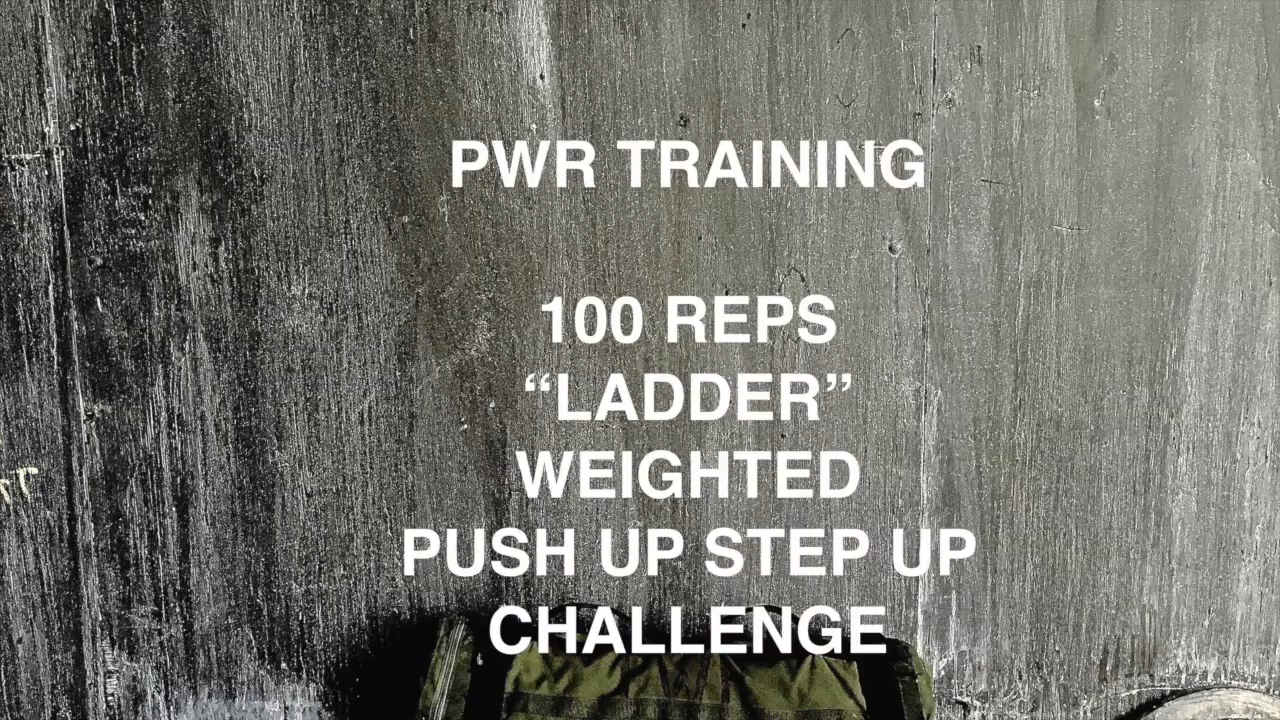 PWR TRAINING
100 REPS
“LADDER”
WEIGHTED
PUSH UP STEP UP
CHALLENGE